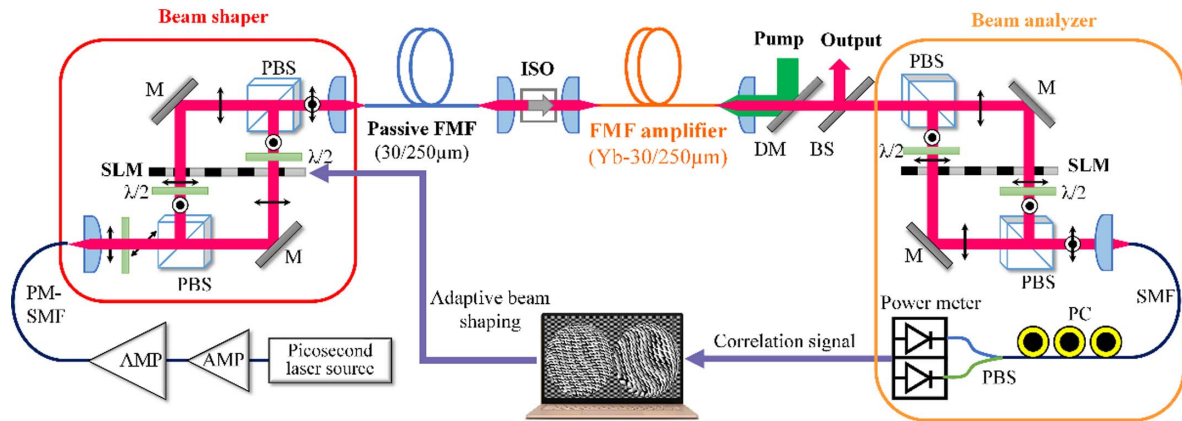 Beam shaper
Beam analyzer
PBS
M
ISO
Pump
Output
PBS
M
Passive FMF
(30/250µm)
FMF amplifier
(Yb-30/250µm)
DM
BS
λ/2
SLM
λ/2
λ/2
SLM
λ/2
M
PBS
M
PBS
PM-
SMF
Adaptive beam
shaping
Correlation signal
Power meter
PC
SMF
PBS
AMP
AMP
Picosecond
laser source